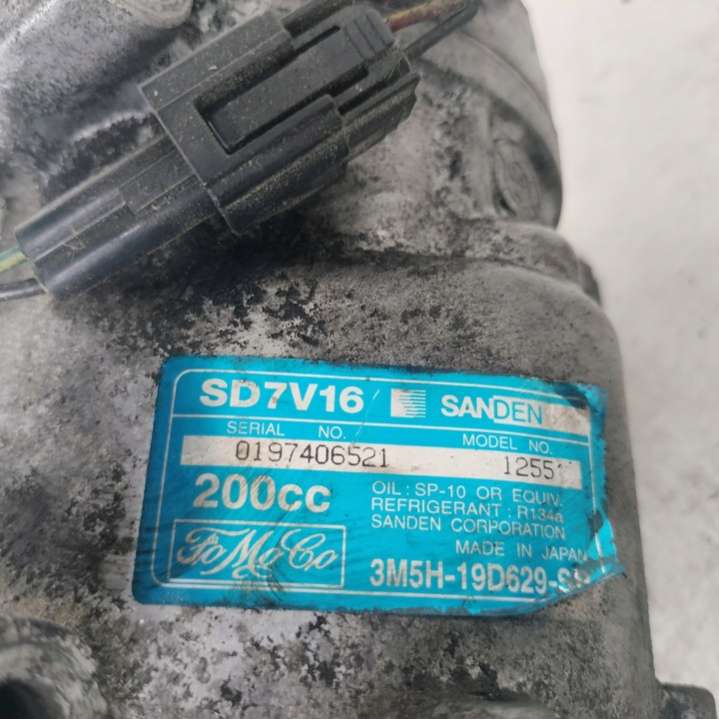 SD7V16 SANDEN
SERIAL NO. MODEL NO.
0197406521 1255
200cc
OIL : SP-10 OR EQUIV.
REFRIGERANT : R134a
SANDEN CORPORATION
MADE IN JAPAN
FoMoCo
3M5H-19D629-S